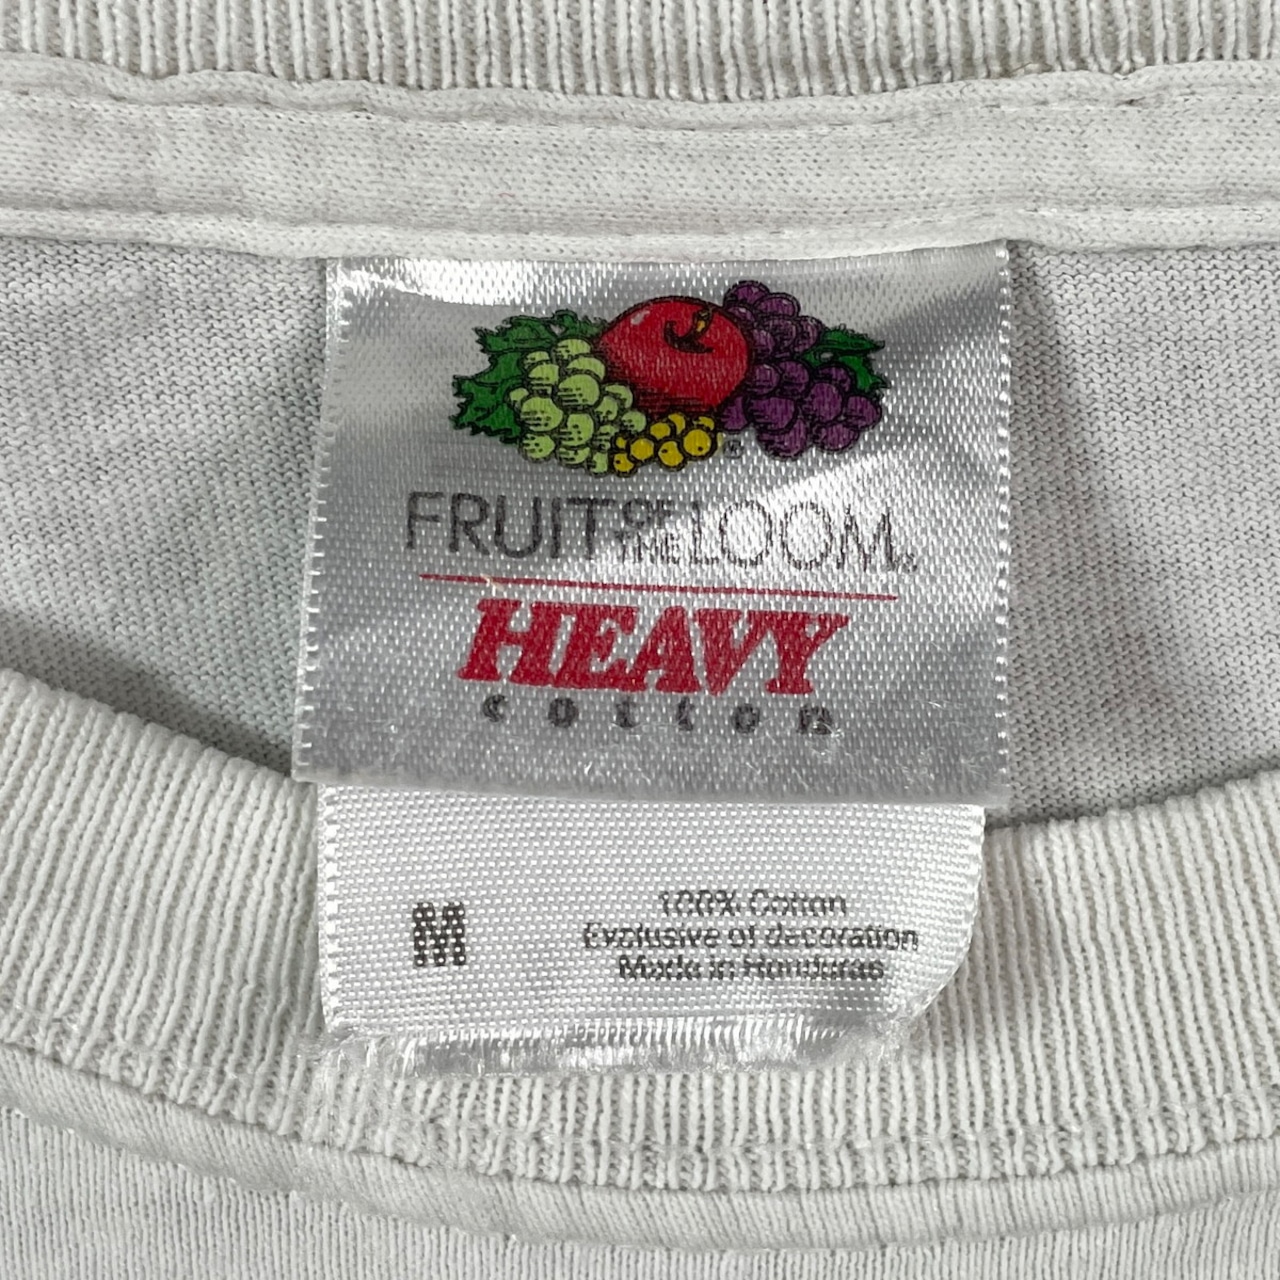 FRUIT OF THE LOOM®
HEAVY
cotton
M
100% Cotton
Exclusive of decoration
Made in Honduras